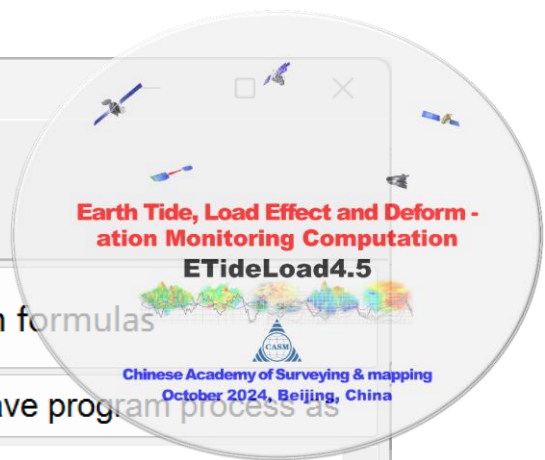 Earth Tide, Load Effect and Deform -
ation Monitoring Computation
ETideLoad4.5
formulas
CASM
Chinese Academy of Surveying & mapping
October 2024, Beijing, China
ave program process as